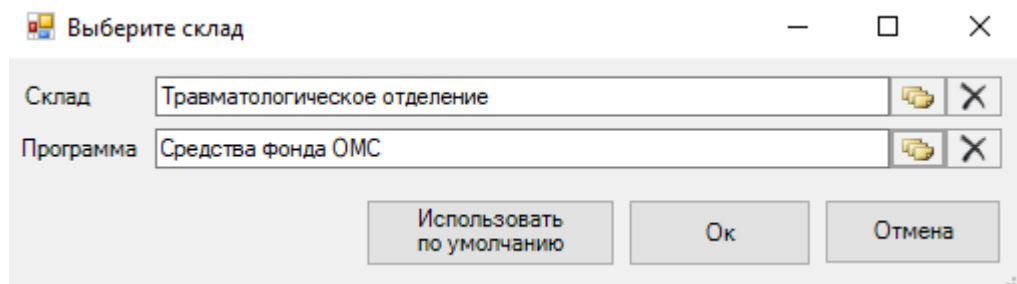 Выберите склад
Склад Травматологическое отделение
Программа Средства фонда ОМС
Использовать
по умолчанию
Ок
Отмена